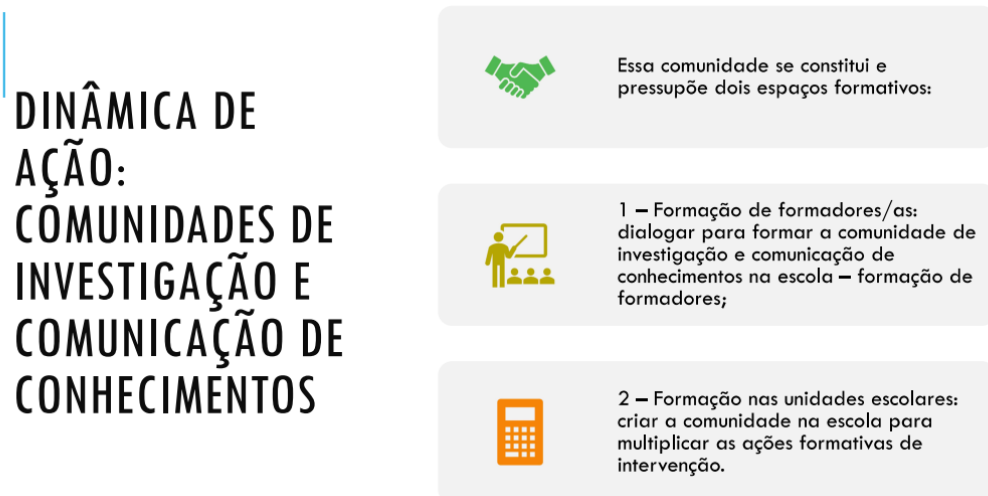 DINÂMICA DE
AÇÃO:
COMUNIDADES DE
INVESTIGAÇÃO E
COMUNICAÇÃO DE
CONHECIMENTOS
Essa comunidade se constitui e
pressupõe dois espaços formativos:
1 – Formação de formadores/as:
dialogar para formar a comunidade de
investigação e comunicação de
conhecimentos na escola – formação de
formadores;
2 – Formação nas unidades escolares:
criar a comunidade na escola para
multiplicar as ações formativas de
intervenção.